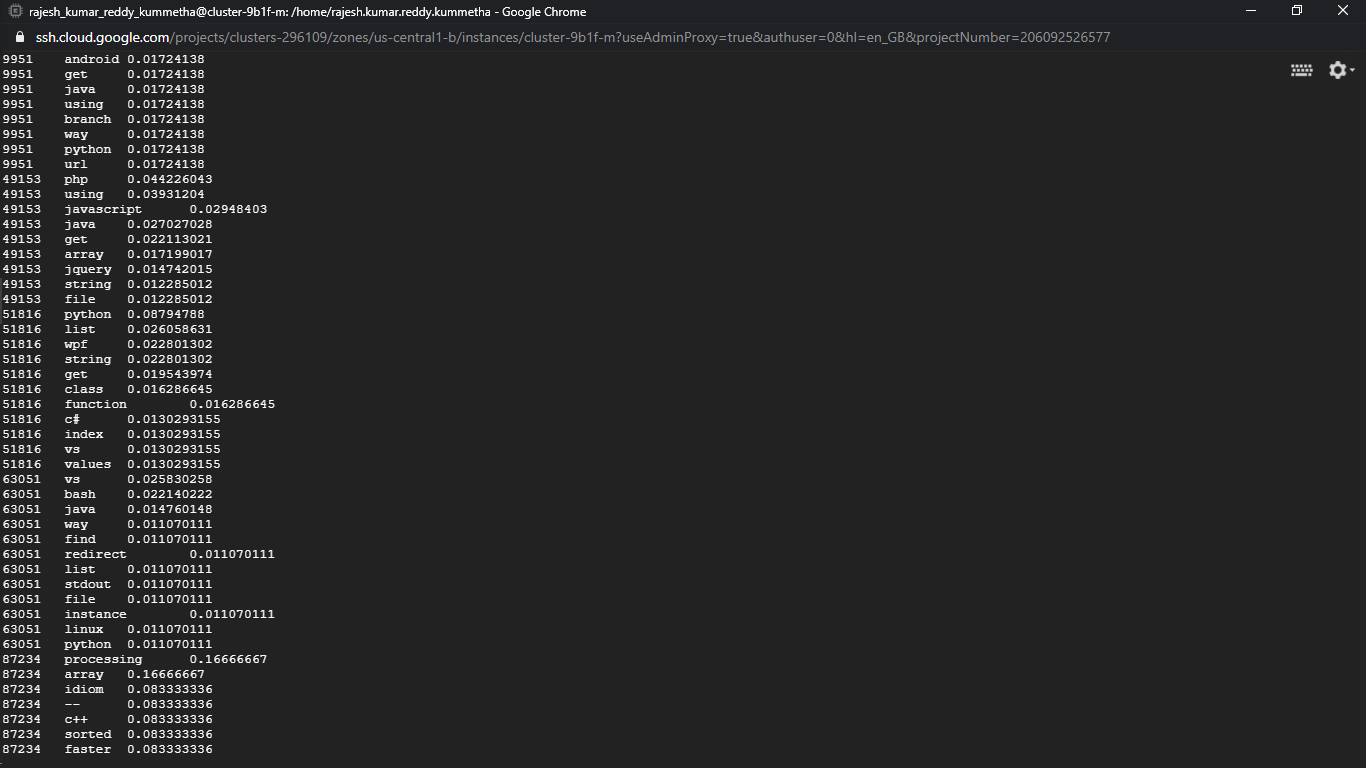 rajesh_kumar_reddy_kummetha@cluster-9b1f-m: /home/rajesh.kumar.reddy.kummetha - Google Chrome
ssh.cloud.google.com/projects/clusters-296109/zones/us-central1-b/instances/cluster-9b1f-m?useAdminProxy=true&authuser=0&hl=en_GB&projectNumber=206092526577
9951 android 0.01724138
9951 get 0.01724138
9951 java 0.01724138
9951 using 0.01724138
9951 branch 0.01724138
9951 way 0.01724138
9951 python 0.01724138
9951 url 0.01724138
49153 php 0.044226043
49153 using 0.03931204
49153 javascript 0.02948403
49153 java 0.027027028
49153 get 0.022113021
49153 array 0.017199017
49153 jquery 0.014742015
49153 string 0.012285012
49153 file 0.012285012
51816 python 0.08794788
51816 list 0.026058631
51816 wpf 0.022801302
51816 string 0.022801302
51816 get 0.019543974
51816 class 0.016286645
51816 function 0.016286645
51816 c# 0.0130293155
51816 index 0.0130293155
51816 vs 0.0130293155
51816 values 0.0130293155
63051 vs 0.025830258
63051 bash 0.022140222
63051 java 0.014760148
63051 way 0.011070111
63051 find 0.011070111
63051 redirect 0.011070111
63051 list 0.011070111
63051 stdout 0.011070111
63051 file 0.011070111
63051 instance 0.011070111
63051 linux 0.011070111
63051 python 0.011070111
87234 processing 0.16666667
87234 array 0.16666667
87234 idiom 0.083333336
87234 -- 0.083333336
87234 c++ 0.083333336
87234 sorted 0.083333336
87234 faster 0.083333336